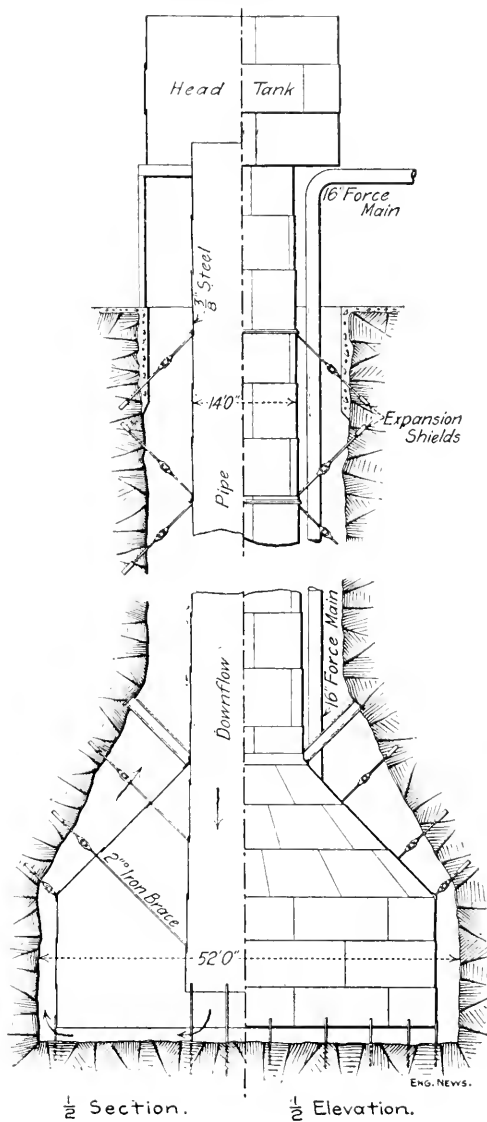 Head Tank
16" Force
Main
3/8" Steel
14'0"
Expansion
Shields
Pipe
16" Force Main
Downflow
2"° Iron Brace
52'0"
ENG. NEWS.
1/2 Section.
1/2 Elevation.